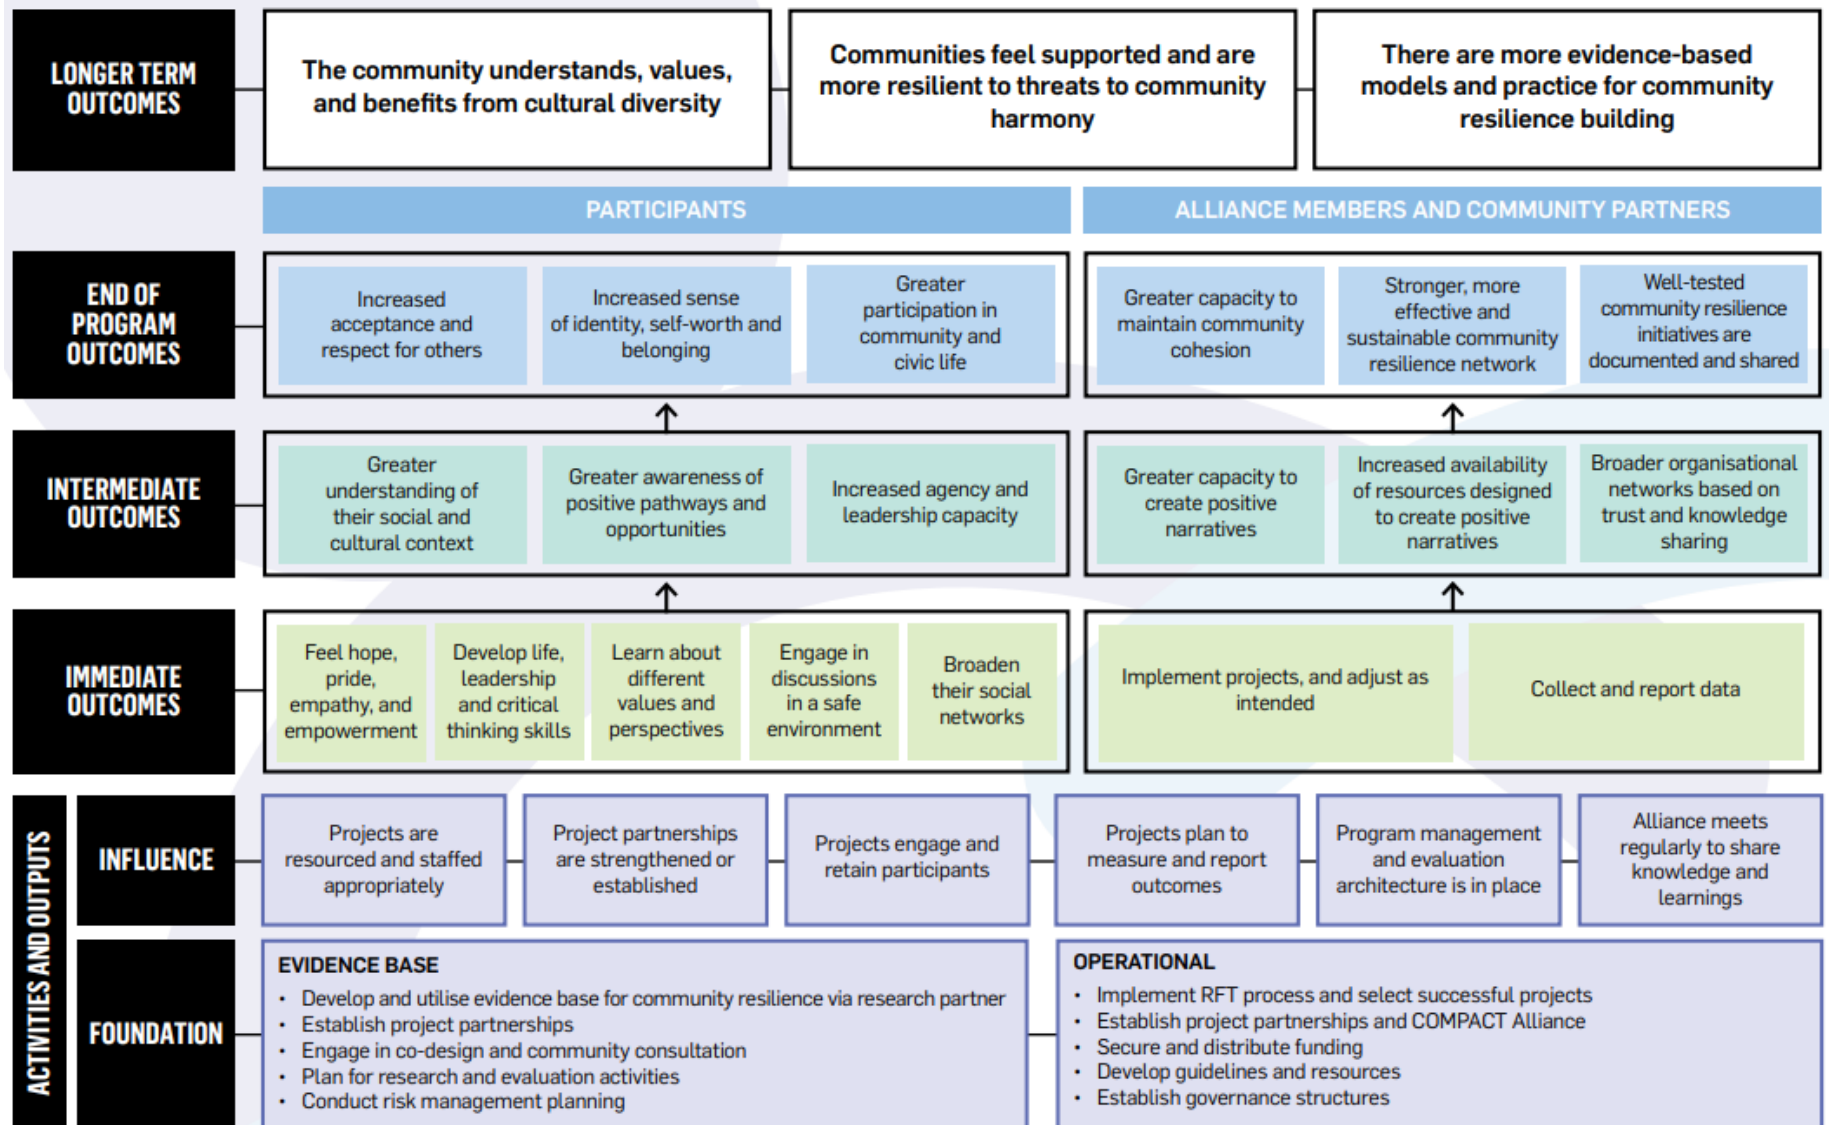 LONGER TERM
OUTCOMES
The community understands, values,
and benefits from cultural diversity
Communities feel supported and are
more resilient to threats to community
harmony
There are more evidence-based
models and practice for community
resilience building
PARTICIPANTS
ALLIANCE MEMBERS AND COMMUNITY PARTNERS
END OF
PROGRAM
OUTCOMES
Increased
acceptance and
respect for others
Increased sense
of identity, self-worth and
belonging
Greater
participation in
community and
civic life
Greater capacity to
maintain community
cohesion
Stronger, more
effective and
sustainable community
resilience network
Well-tested
community resilience
initiatives are
documented and shared
INTERMEDIATE
OUTCOMES
Greater
understanding of
their social and
cultural context
Greater awareness of
positive pathways and
opportunities
Increased agency and
leadership capacity
Greater capacity to
create positive
narratives
Increased availability
of resources designed
to create positive
narratives
Broader organisational
networks based on
trust and knowledge
sharing
IMMEDIATE
OUTCOMES
Feel hope,
pride,
empathy, and
empowerment
Develop life,
leadership
and critical
thinking skills
Learn about
different
values and
perspectives
Engage in
discussions
in a safe
environment
Broaden
their social
networks
Implement projects, and adjust as
intended
Collect and report data
ACTIVITIES AND OUTPUTS
INFLUENCE
Projects are
resourced and staffed
appropriately
Project partnerships
are strengthened or
established
Projects engage and
retain participants
Projects plan to
measure and report
outcomes
Program management
and evaluation
architecture is in place
Alliance meets
regularly to share
knowledge and
learnings
FOUNDATION
EVIDENCE BASE
• Develop and utilise evidence base for community resilience via research partner
• Establish project partnerships
• Engage in co-design and community consultation
• Plan for research and evaluation activities
• Conduct risk management planning
OPERATIONAL
• Implement RFT process and select successful projects
• Establish project partnerships and COMPACT Alliance
• Secure and distribute funding
• Develop guidelines and resources
• Establish governance structures